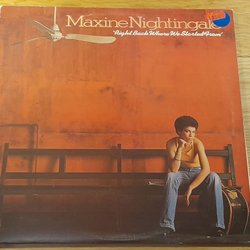 Maxine Nightingale
"Right Back Where We Started From"